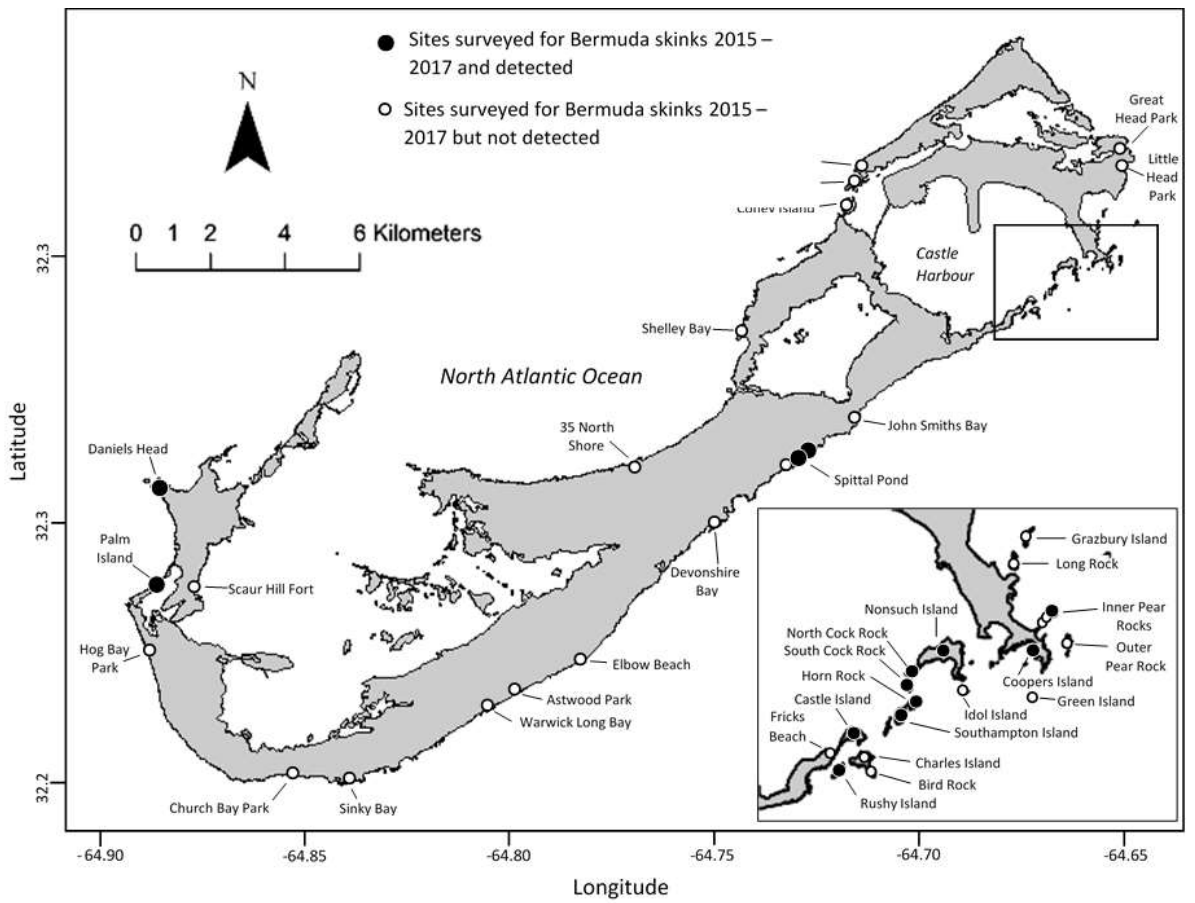 Sites surveyed for Bermuda skinks 2015 –
2017 and detected
Sites surveyed for Bermuda skinks 2015 –
2017 but not detected
N
0 1 2 4 6 Kilometers
Great
Head Park
Little
Head
Park
Coney Island
Castle
Harbour
Shelley Bay
North Atlantic Ocean
35 North
Shore
John Smiths Bay
Spittal Pond
Daniels Head
Palm
Island
Scaur Hill Fort
Devonshire
Bay
Hog Bay
Park
Elbow Beach
Astwood Park
Warwick Long Bay
Church Bay Park
Sinky Bay
Grazbury Island
Long Rock
Nonsuch Island
Inner Pear
Rocks
North Cock Rock
South Cock Rock
Outer
Pear Rock
Horn Rock
Coopers Island
Castle Island
Idol Island
Green Island
Fricks
Beach
Southampton Island
Charles Island
Bird Rock
Rushy Island
32.3
32.3
32.2
Latitude
-64.90
-64.85
-64.80
-64.75
-64.70
-64.65
Longitude